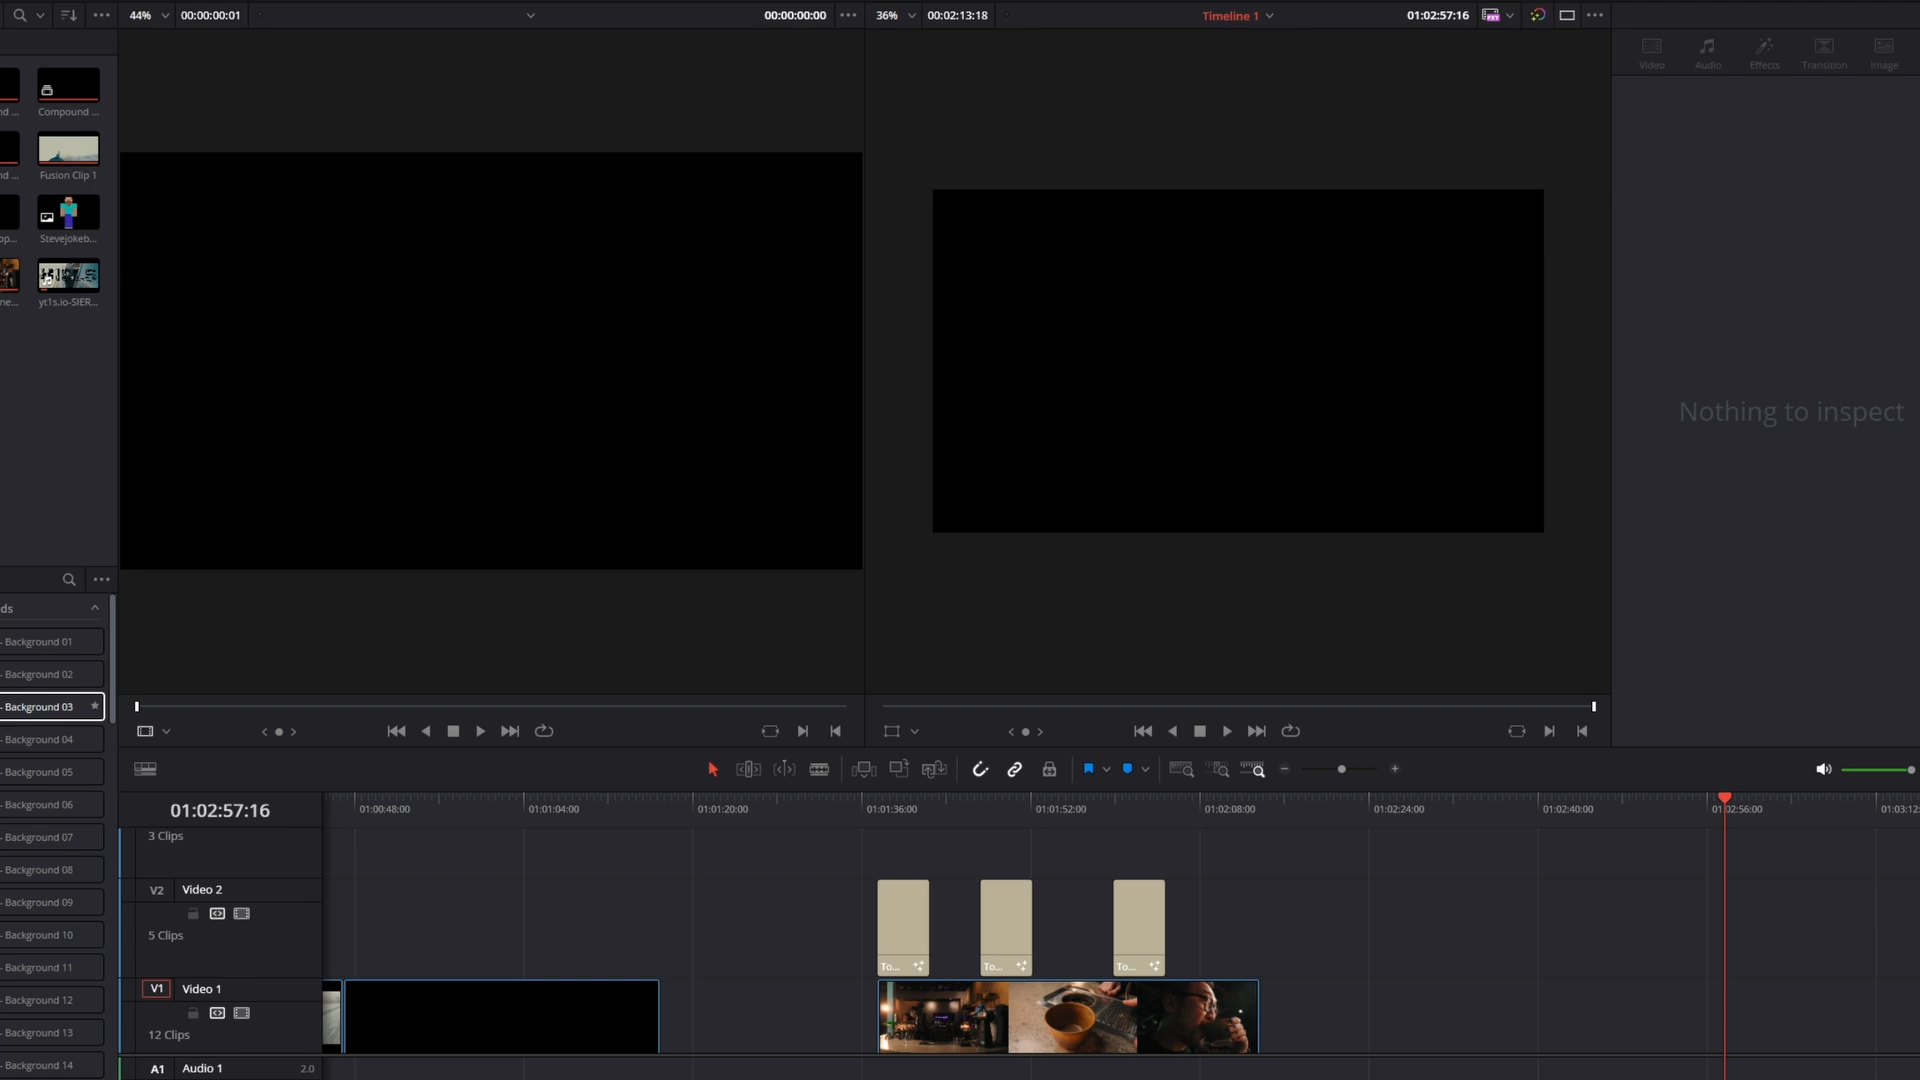 44%
00:00:00:01
00:00:00:00
36%
00:02:13:18
Timeline 1
01:02:57:16
Video
Audio
Effects
Transition
Image
nd ...
Compound ...
nd ...
Fusion Clip 1
pp...
Stevejokeb...
ne...
yt1s.io-SIER...
Nothing to inspect
ds
- Background 01
- Background 02
- Background 03
- Background 04
- Background 05
- Background 06
- Background 07
- Background 08
- Background 09
- Background 10
- Background 11
- Background 12
- Background 13
- Background 14
01:02:57:16
01:00:48:00
01:01:04:00
01:01:20:00
01:01:36:00
01:01:52:00
01:02:08:00
01:02:24:00
01:02:40:00
01:02:56:00
01:03:12:
3 Clips
V2
Video 2
5 Clips
To...
To...
To...
V1
Video 1
12 Clips
A1
Audio 1
2.0